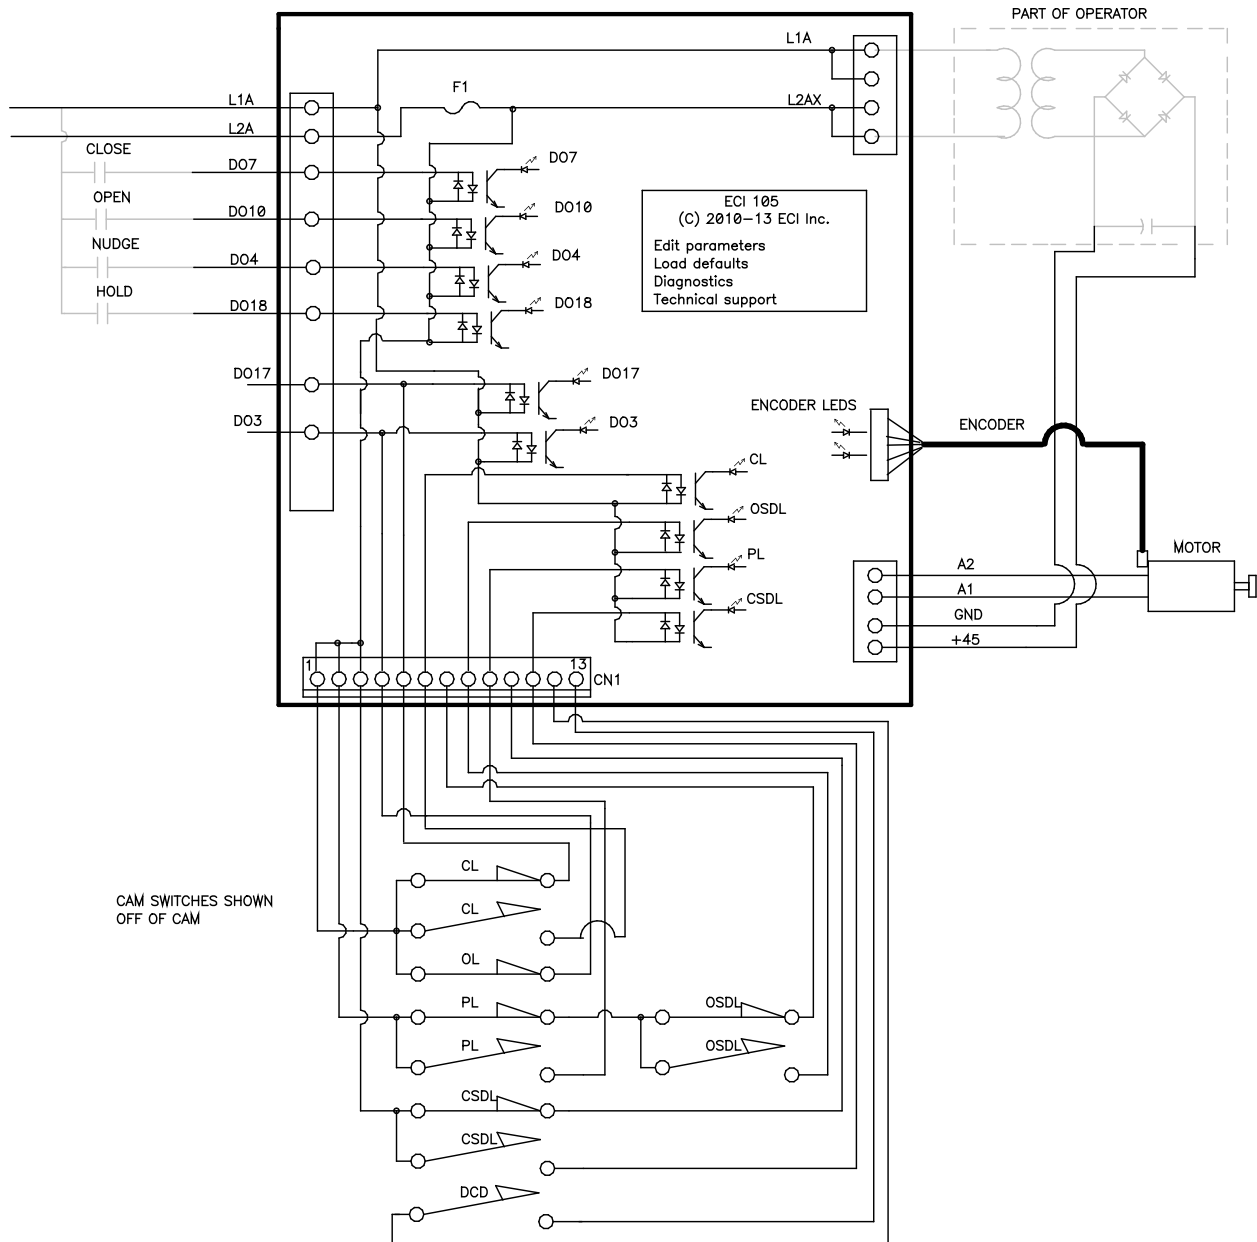 PART OF OPERATOR
L1A
F1
L1A
L2AX
L2A
CLOSE
DO7
DO7
OPEN
DO10
DO10
NUDGE
DO4
DO4
HOLD
DO18
DO18
ECI 105
(C) 2010-13 ECI Inc.
Edit parameters
Load defaults
Diagnostics
Technical support
DO17
DO17
DO3
DO3
ENCODER LEDS
ENCODER
CL
OSDL
PL
CSDL
MOTOR
A2
A1
GND
+45
1
13
CN1
CL
CL
CAM SWITCHES SHOWN
OFF OF CAM
OL
PL
OSDL
PL
OSDL
CSDL
CSDL
DCD